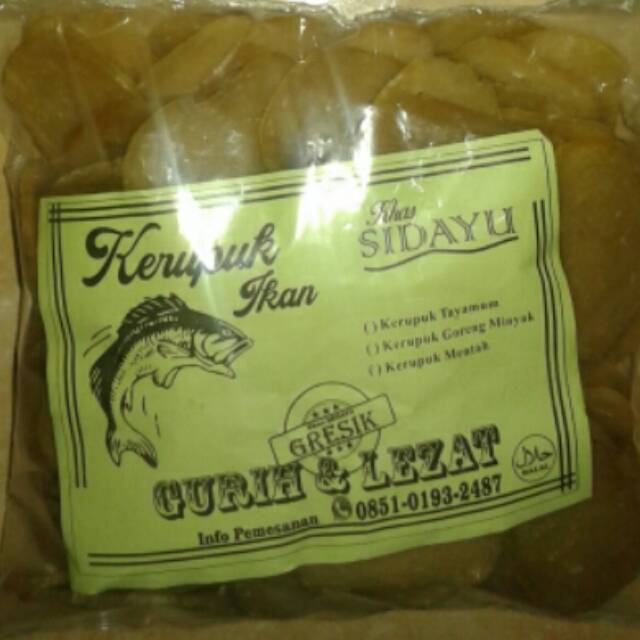 Kerupuk
Ikan
Khas
SIDAYU
( ) Kerupuk Tayamum
( ) Kerupuk Goreng Minyak
( ) Kerupuk Mentah
GRESIK
GURIH & LEZAT
Info Pemesanan 0851-0193-2487
حلال
HALAL